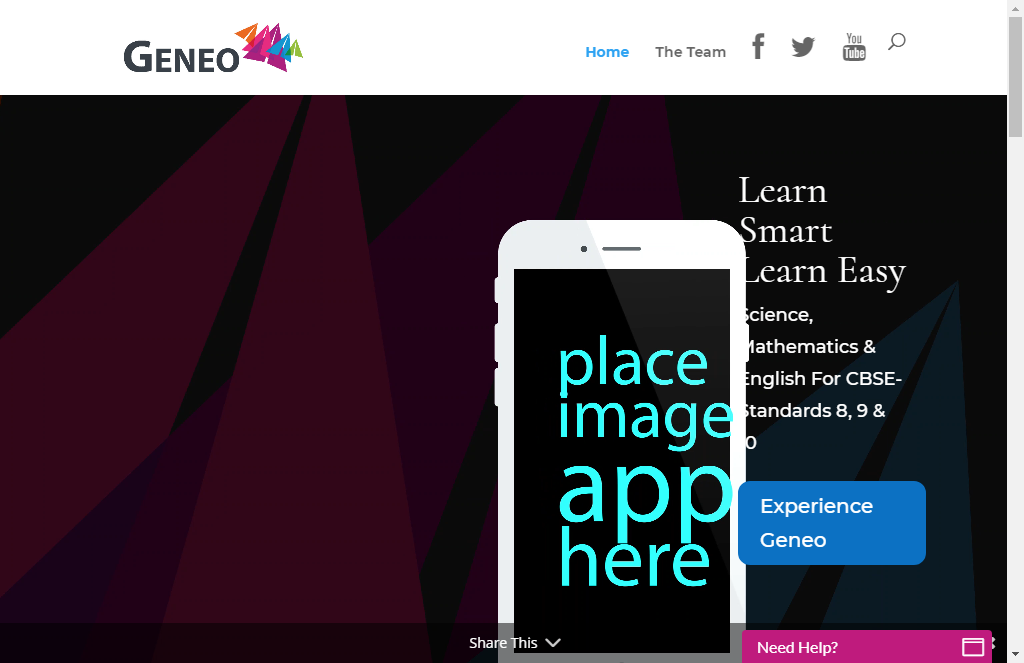 GENEO
Home
The Team
You
Tube
Learn
Smart
Learn Easy
Science,
Mathematics &
English For CBSE-
Standards 8, 9 &
place
image
app
here
Experience
Geneo
Share This
Need Help?